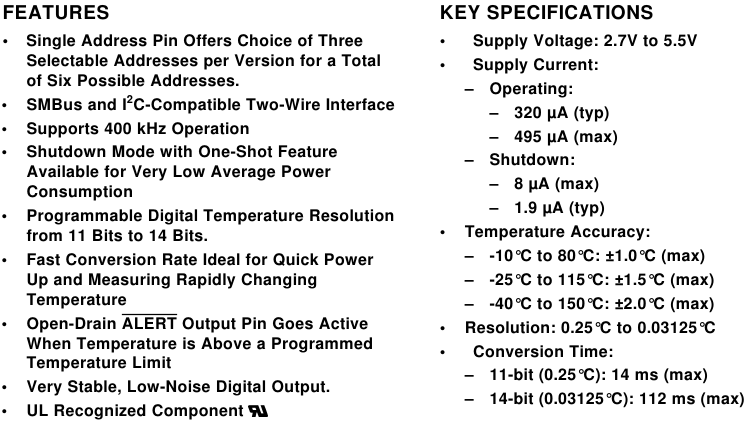 FEATURES
• Single Address Pin Offers Choice of Three
Selectable Addresses per Version for a Total
of Six Possible Addresses.
• SMBus and I²C-Compatible Two-Wire Interface
• Supports 400 kHz Operation
• Shutdown Mode with One-Shot Feature
Available for Very Low Average Power
Consumption
• Programmable Digital Temperature Resolution
from 11 Bits to 14 Bits.
• Fast Conversion Rate Ideal for Quick Power
Up and Measuring Rapidly Changing
Temperature
• Open-Drain ALERT Output Pin Goes Active
When Temperature is Above a Programmed
Temperature Limit
• Very Stable, Low-Noise Digital Output.
• UL Recognized Component
KEY SPECIFICATIONS
• Supply Voltage: 2.7V to 5.5V
• Supply Current:
– Operating:
– 320 µA (typ)
– 495 µA (max)
– Shutdown:
– 8 µA (max)
– 1.9 µA (typ)
• Temperature Accuracy:
– -10°C to 80°C: ±1.0°C (max)
– -25°C to 115°C: ±1.5°C (max)
– -40°C to 150°C: ±2.0°C (max)
• Resolution: 0.25°C to 0.03125°C
• Conversion Time:
– 11-bit (0.25°C): 14 ms (max)
– 14-bit (0.03125°C): 112 ms (max)